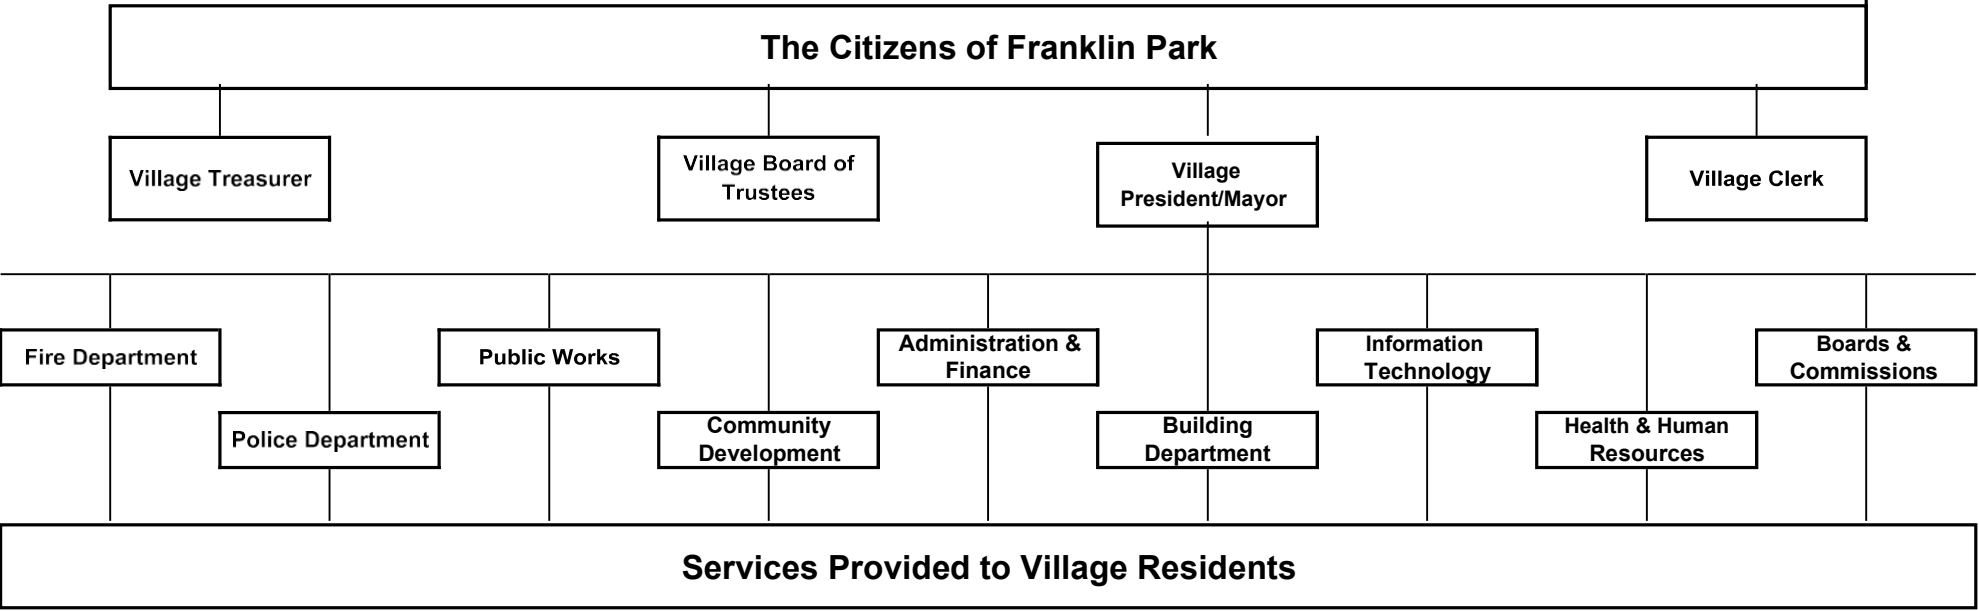 The Citizens of Franklin Park
Village Treasurer
Village Board of
Trustees
Village
President/Mayor
Village Clerk
Fire Department
Public Works
Administration &
Finance
Information
Technology
Boards &
Commissions
Police Department
Community
Development
Building
Department
Health & Human
Resources
Services Provided to Village Residents